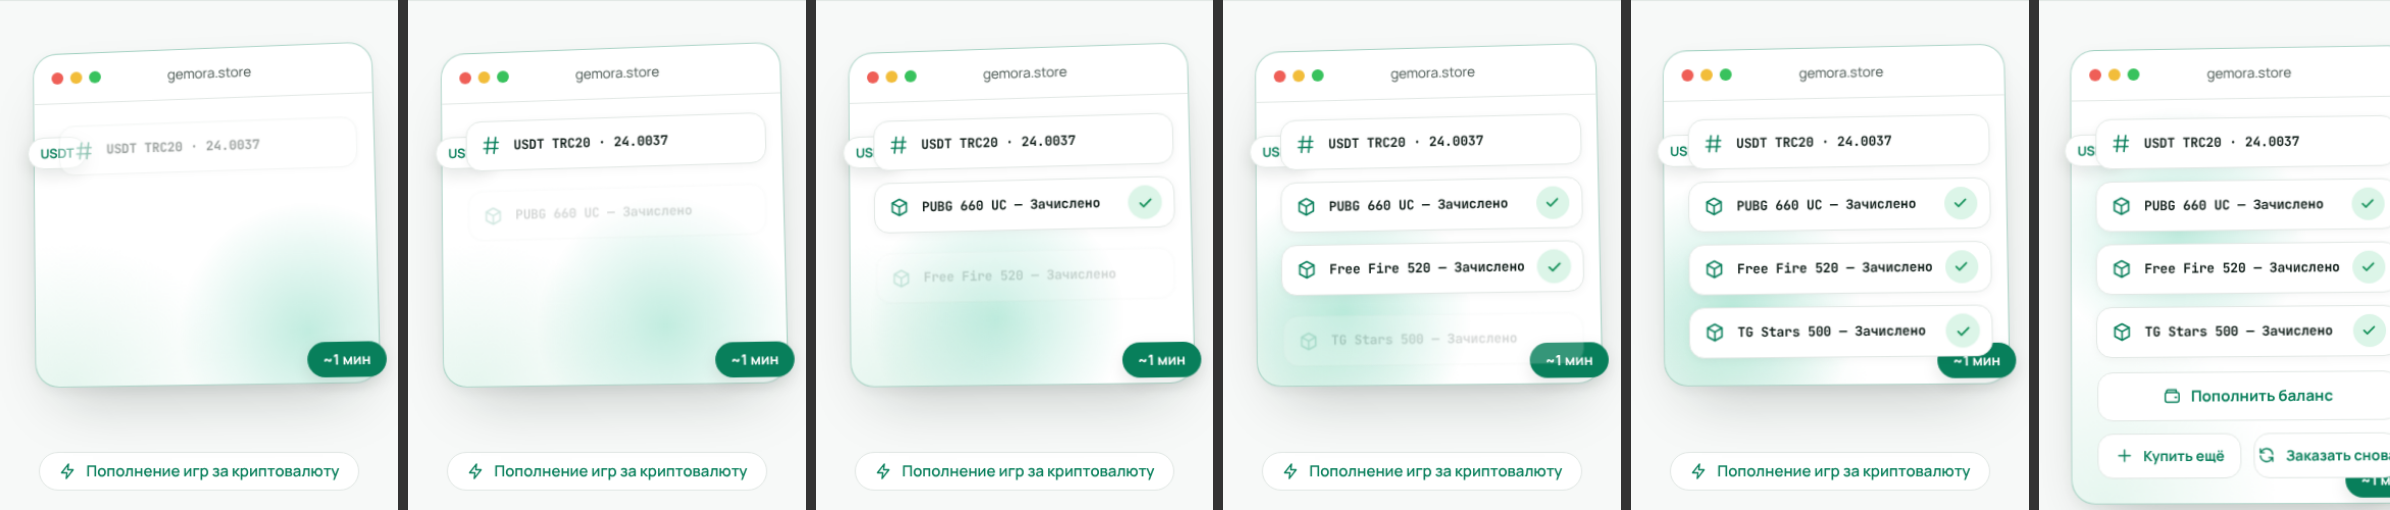 gemora.store
USDT
USDT TRC20 · 24.0037
~1 мин
Пополнение игр за криптовалюту
gemora.store
US
USDT TRC20 · 24.0037
PUBG 660 UC — Зачислено
~1 мин
Пополнение игр за криптовалюту
gemora.store
US
USDT TRC20 · 24.0037
PUBG 660 UC — Зачислено
Free Fire 520 — Зачислено
~1 мин
Пополнение игр за криптовалюту
gemora.store
US
USDT TRC20 · 24.0037
PUBG 660 UC — Зачислено
Free Fire 520 — Зачислено
TG Stars 500 — Зачислено
~1 мин
Пополнение игр за криптовалюту
gemora.store
US
USDT TRC20 · 24.0037
PUBG 660 UC — Зачислено
Free Fire 520 — Зачислено
TG Stars 500 — Зачислено
~1 мин
Пополнение игр за криптовалюту
gemora.store
US
USDT TRC20 · 24.0037
PUBG 660 UC — Зачислено
Free Fire 520 — Зачислено
TG Stars 500 — Зачислено
Пополнить баланс
Купить ещё
Заказать снова
~1 м